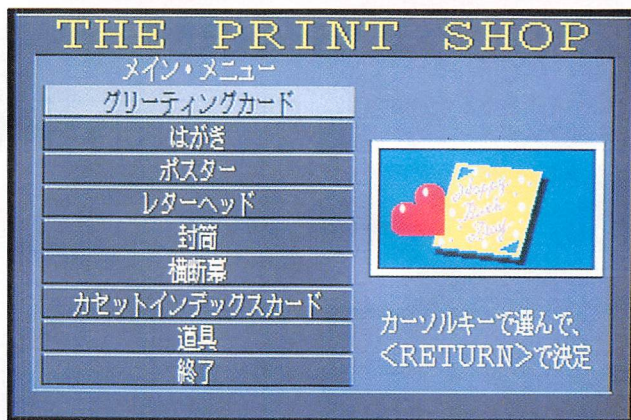 THE PRINT SHOP
メイン・メニュー
グリーティングカード
はがき
ポスター
レターヘッド
封筒
横断幕
カセットインデックスカード
道具
終了
Happy
Birth
Day
カーソルキーで選んで、
<RETURN>で決定